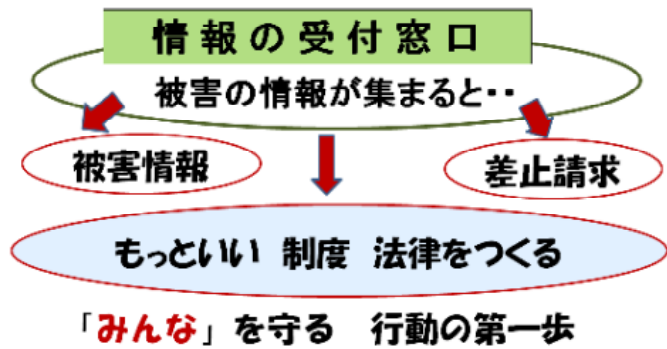 情報の受付窓口
被害の情報が集まると・・
被害情報
差止請求
もっといい 制度 法律をつくる
「みんな」を守る 行動の第一歩